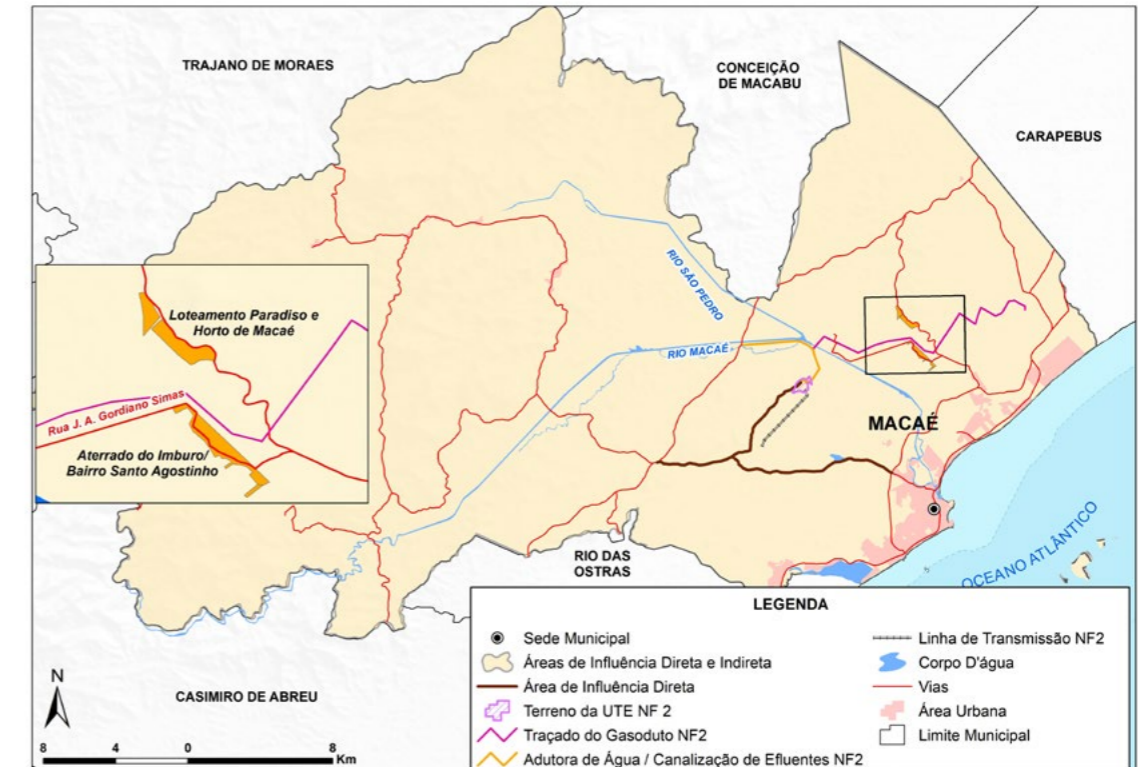 TRAJANO DE MORAES
CONCEIÇÃO
DE MACABU
CARAPEBUS
RIO SÃO PEDRO
RIO MACAÉ
Loteamento Paradiso e
Horto de Macaé
Rua J. A. Gordiano Simas
Aterrado do Imburo/
Bairro Santo Agostinho
MACAÉ
RIO DAS
OSTRAS
OCEANO ATLÂNTICO
CASIMIRO DE ABREU
N
8 4 0 8
Km
LEGENDA
Sede Municipal
Áreas de Influência Direta e Indireta
Área de Influência Direta
Terreno da UTE NF 2
Traçado do Gasoduto NF2
Adutora de Água / Canalização de Efluentes NF2
Linha de Transmissão NF2
Corpo D'água
Vias
Área Urbana
Limite Municipal